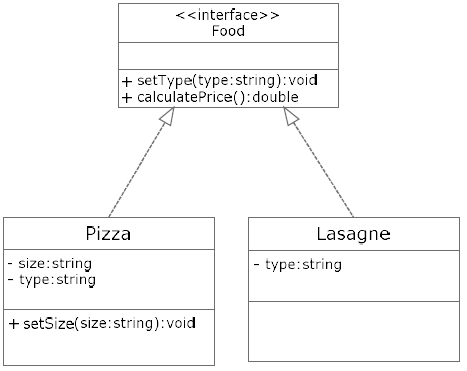 <<interface>>
Food
+ setType(type:string):void
+ calculatePrice():double
Pizza
- size:string
- type:string
+ setSize(size:string):void
Lasagne
- type:string